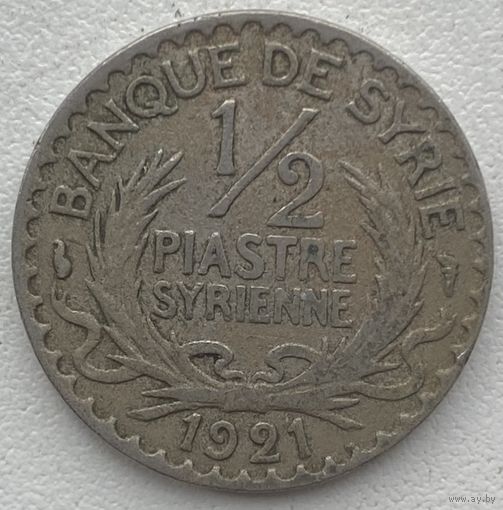 BANQUE DE SYRIE
1/2
PIASTRE
SYRIENNE
1921
www.ay.by